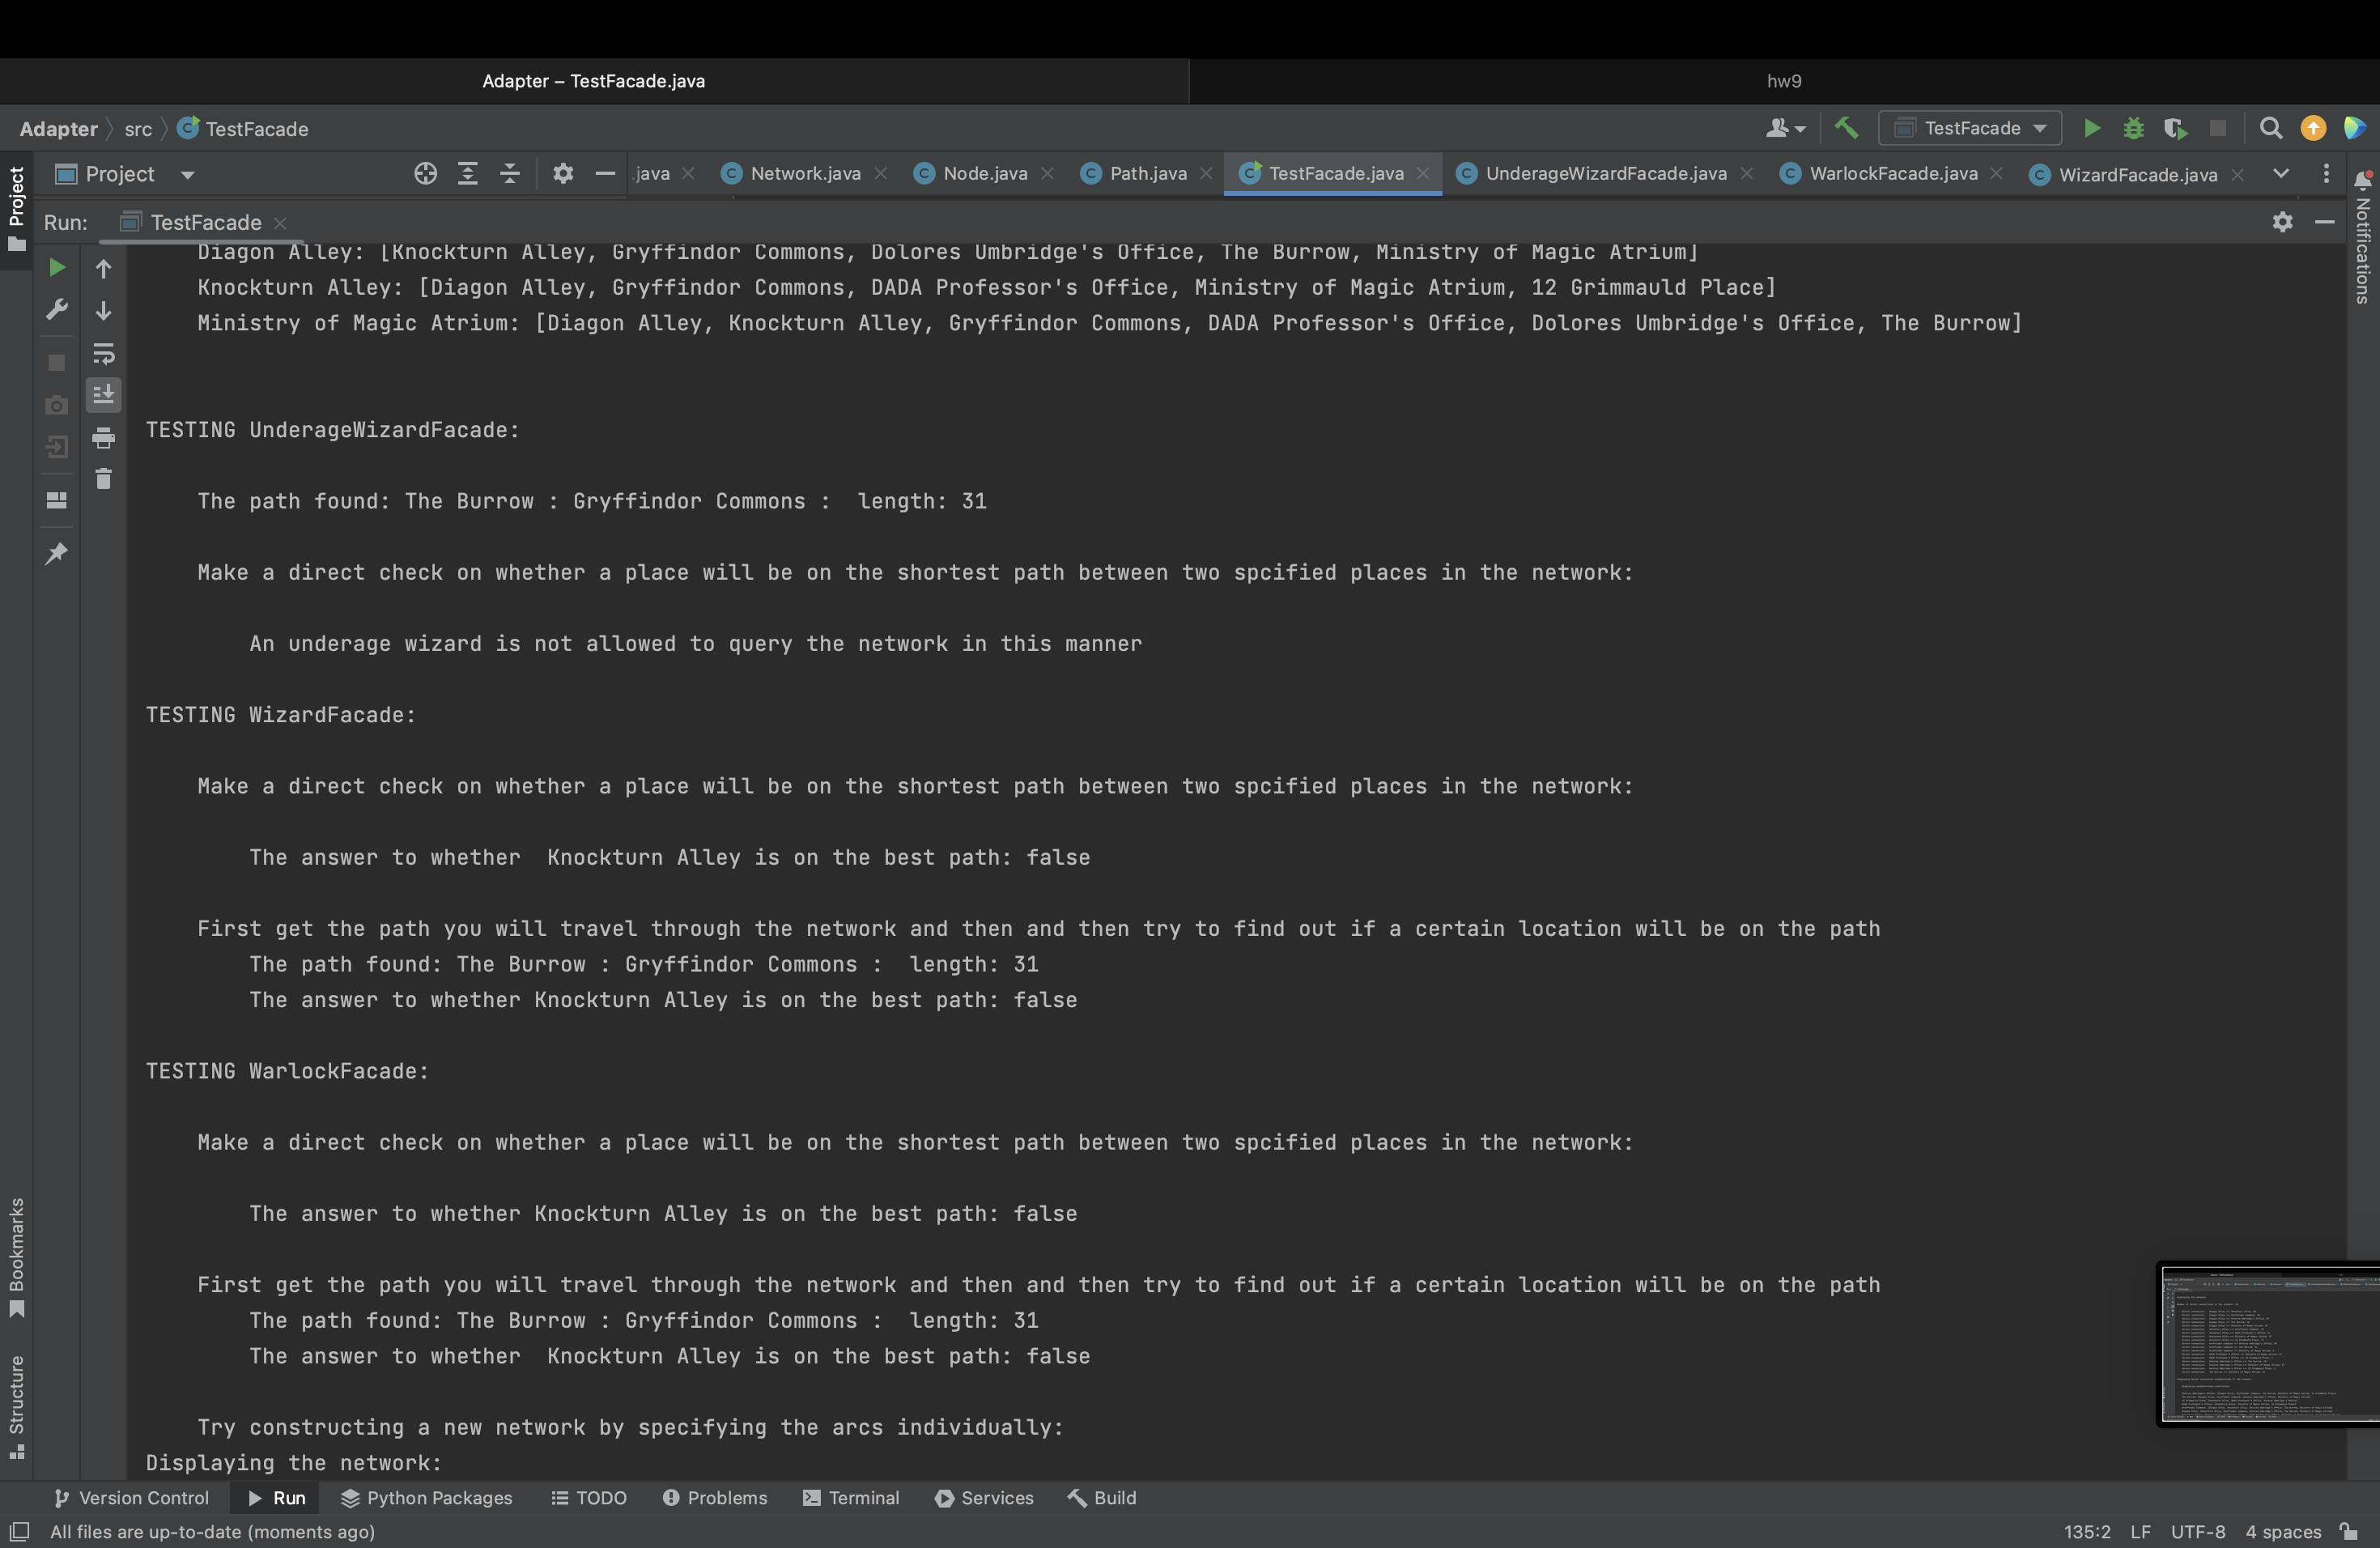 Adapter – TestFacade.java
hw9
Adapter src TestFacade
TestFacade
Project
.java
Network.java
Node.java
Path.java
TestFacade.java
UnderageWizardFacade.java
WarlockFacade.java
WizardFacade.java
Project
Notifications
Run: TestFacade
Diagon Alley: [Knockturn Alley, Gryffindor Commons, Dolores Umbridge's Office, The Burrow, Ministry of Magic Atrium]
Knockturn Alley: [Diagon Alley, Gryffindor Commons, DADA Professor's Office, Ministry of Magic Atrium, 12 Grimmauld Place]
Ministry of Magic Atrium: [Diagon Alley, Knockturn Alley, Gryffindor Commons, DADA Professor's Office, Dolores Umbridge's Office, The Burrow]
TESTING UnderageWizardFacade:
The path found: The Burrow : Gryffindor Commons :  length: 31
Make a direct check on whether a place will be on the shortest path between two spcified places in the network:
An underage wizard is not allowed to query the network in this manner
TESTING WizardFacade:
Make a direct check on whether a place will be on the shortest path between two spcified places in the network:
The answer to whether  Knockturn Alley is on the best path: false
First get the path you will travel through the network and then and then try to find out if a certain location will be on the path
The path found: The Burrow : Gryffindor Commons :  length: 31
The answer to whether Knockturn Alley is on the best path: false
TESTING WarlockFacade:
Make a direct check on whether a place will be on the shortest path between two spcified places in the network:
The answer to whether Knockturn Alley is on the best path: false
First get the path you will travel through the network and then and then try to find out if a certain location will be on the path
The path found: The Burrow : Gryffindor Commons :  length: 31
The answer to whether  Knockturn Alley is on the best path: false
Try constructing a new network by specifying the arcs individually:
Displaying the network:
Bookmarks
Structure
Version Control
Run
Python Packages
TODO
Problems
Terminal
Services
Build
All files are up-to-date (moments ago)
135:2 LF UTF-8 4 spaces